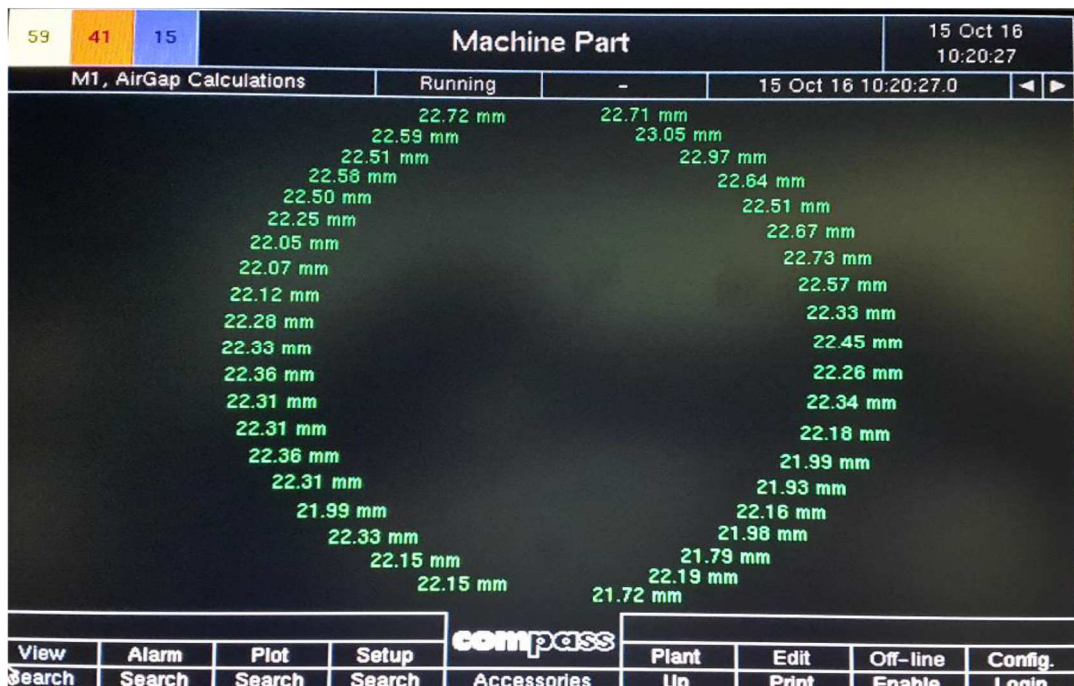 59 41 15 Machine Part 15 Oct 16
10:20:27
M1, AirGap Calculations Running - 15 Oct 16 10:20:27.0
22.72 mm 22.71 mm
22.59 mm 23.05 mm
22.51 mm 22.97 mm
22.58 mm 22.64 mm
22.50 mm 22.51 mm
22.25 mm 22.67 mm
22.05 mm 22.73 mm
22.07 mm 22.57 mm
22.12 mm 22.33 mm
22.28 mm 22.45 mm
22.33 mm 22.26 mm
22.36 mm 22.34 mm
22.31 mm 22.18 mm
22.31 mm 21.99 mm
22.36 mm 21.93 mm
22.31 mm 22.16 mm
21.99 mm 21.98 mm
22.33 mm 21.79 mm
22.15 mm 22.19 mm
22.15 mm 21.72 mm
compass
View Alarm Plot Setup Plant Edit Off-line Config.
Search Search Search Search Accessories Up Print Enable Login